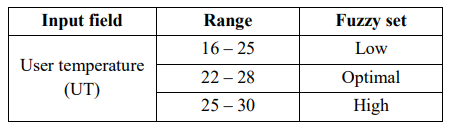 Input field Range Fuzzy set
User temperature (UT)
16 – 25 Low
22 – 28 Optimal
25 – 30 High